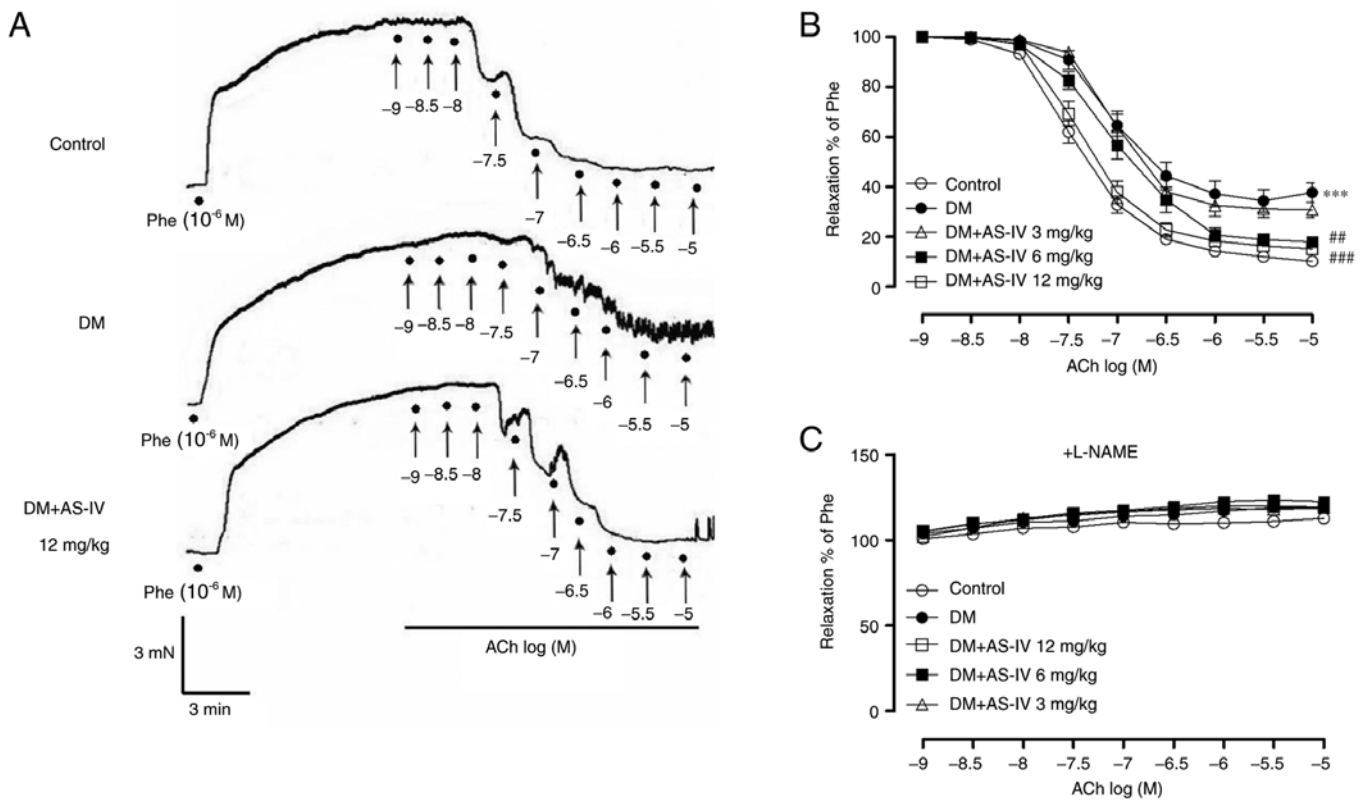 A
Control
Phe (10⁻⁶ M)
−9
−8.5
−8
−7.5
−7
−6.5
−6
−5.5
−5
DM
Phe (10⁻⁶ M)
−9
−8.5
−8
−7.5
−7
−6.5
−6
−5.5
−5
DM+AS-IV
12 mg/kg
Phe (10⁻⁶ M)
−9
−8.5
−8
−7.5
−7
−6.5
−6
−5.5
−5
ACh log (M)
3 mN
3 min
B
Relaxation % of Phe
100
80
60
40
20
0
Control
DM
DM+AS-IV 3 mg/kg
DM+AS-IV 6 mg/kg
DM+AS-IV 12 mg/kg
***
##
###
−9
−8.5
−8
−7.5
−7
−6.5
−6
−5.5
−5
ACh log (M)
C
+L-NAME
Relaxation % of Phe
150
100
50
0
Control
DM
DM+AS-IV 12 mg/kg
DM+AS-IV 6 mg/kg
DM+AS-IV 3 mg/kg
−9
−8.5
−8
−7.5
−7
−6.5
−6
−5.5
−5
ACh log (M)